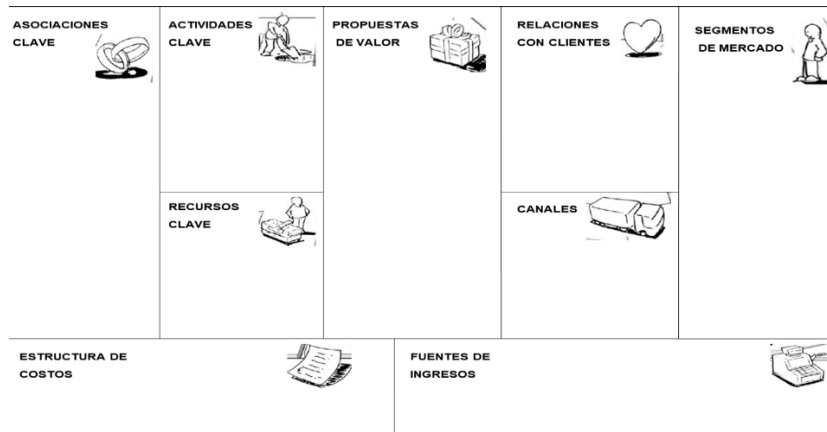 ASOCIACIONES
CLAVE
ACTIVIDADES
CLAVE
PROPUESTAS
DE VALOR
RELACIONES
CON CLIENTES
SEGMENTOS
DE MERCADO
RECURSOS
CLAVE
CANALES
ESTRUCTURA DE
COSTOS
FUENTES DE
INGRESOS